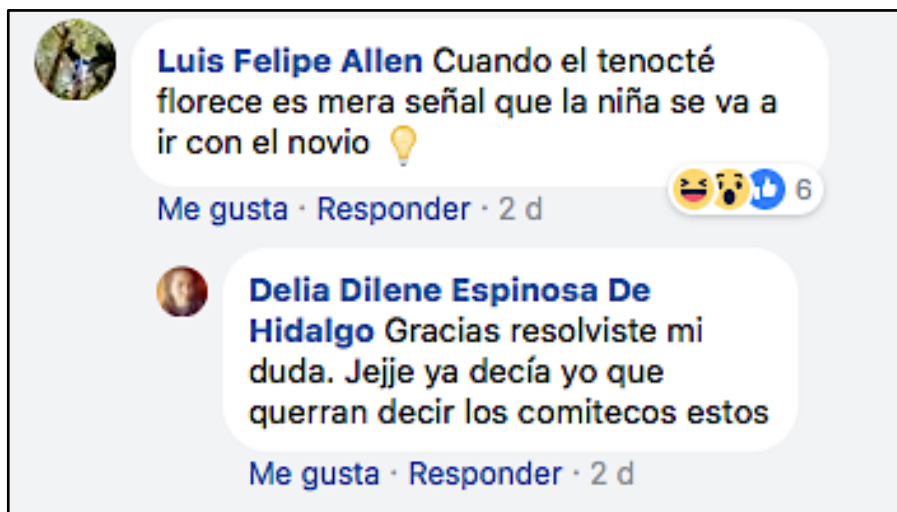 Luis Felipe Allen Cuando el tenocté
florece es mera señal que la niña se va a
ir con el novio 💡
6
Me gusta · Responder · 2 d
Delia Dilene Espinosa De
Hidalgo Gracias resolviste mi
duda. Jejje ya decía yo que
querran decir los comitecos estos
Me gusta · Responder · 2 d